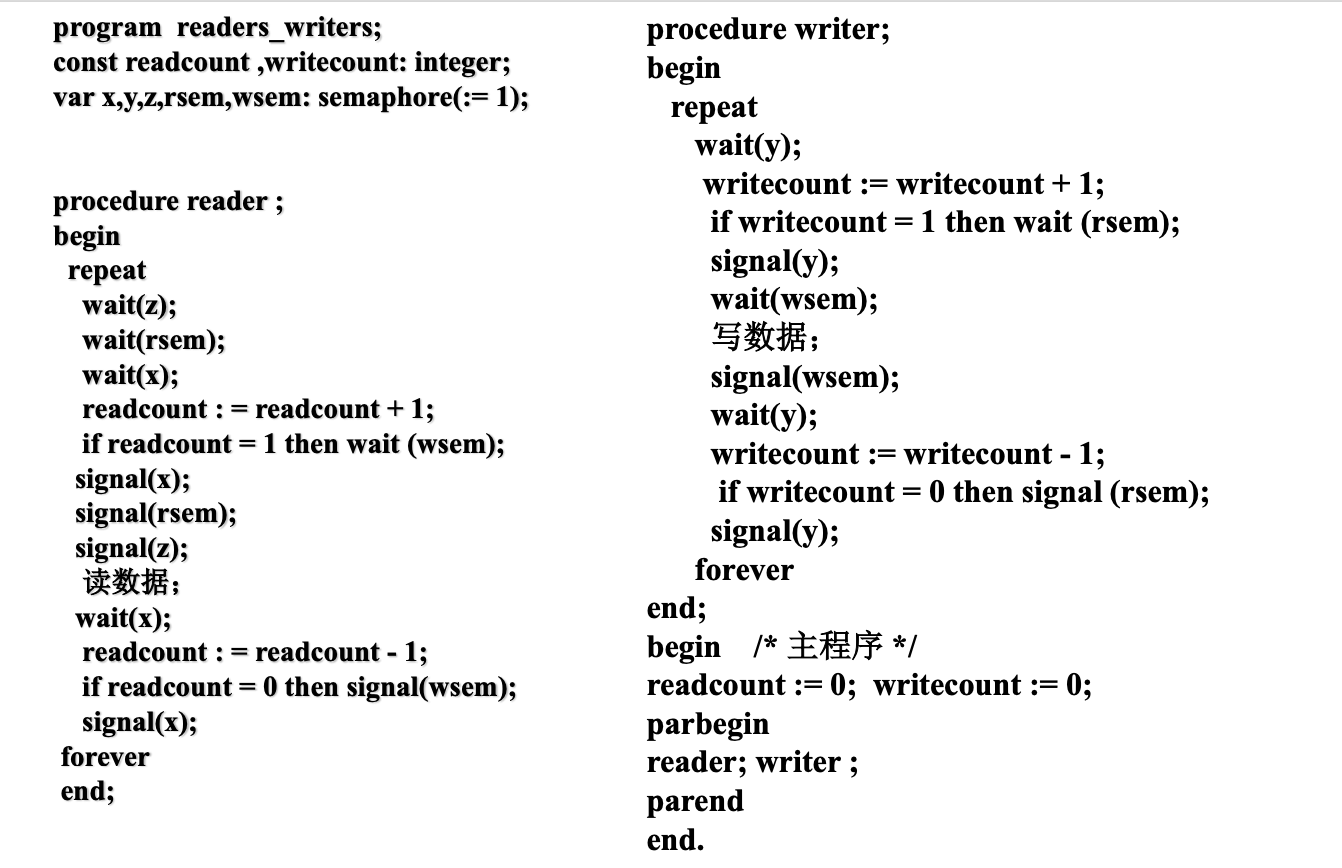 program readers_writers;
const readcount ,writecount: integer;
var x,y,z,rsem,wsem: semaphore(:= 1);
procedure reader ;
begin
repeat
wait(z);
wait(rsem);
wait(x);
readcount : = readcount + 1;
if readcount = 1 then wait (wsem);
signal(x);
signal(rsem);
signal(z);
读数据；
wait(x);
readcount : = readcount - 1;
if readcount = 0 then signal(wsem);
signal(x);
forever
end;
procedure writer;
begin
repeat
wait(y);
writecount := writecount + 1;
if writecount = 1 then wait (rsem);
signal(y);
wait(wsem);
写数据；
signal(wsem);
wait(y);
writecount := writecount - 1;
if writecount = 0 then signal (rsem);
signal(y);
forever
end;
begin /* 主程序 */
readcount := 0; writecount := 0;
parbegin
reader; writer ;
parend
end.